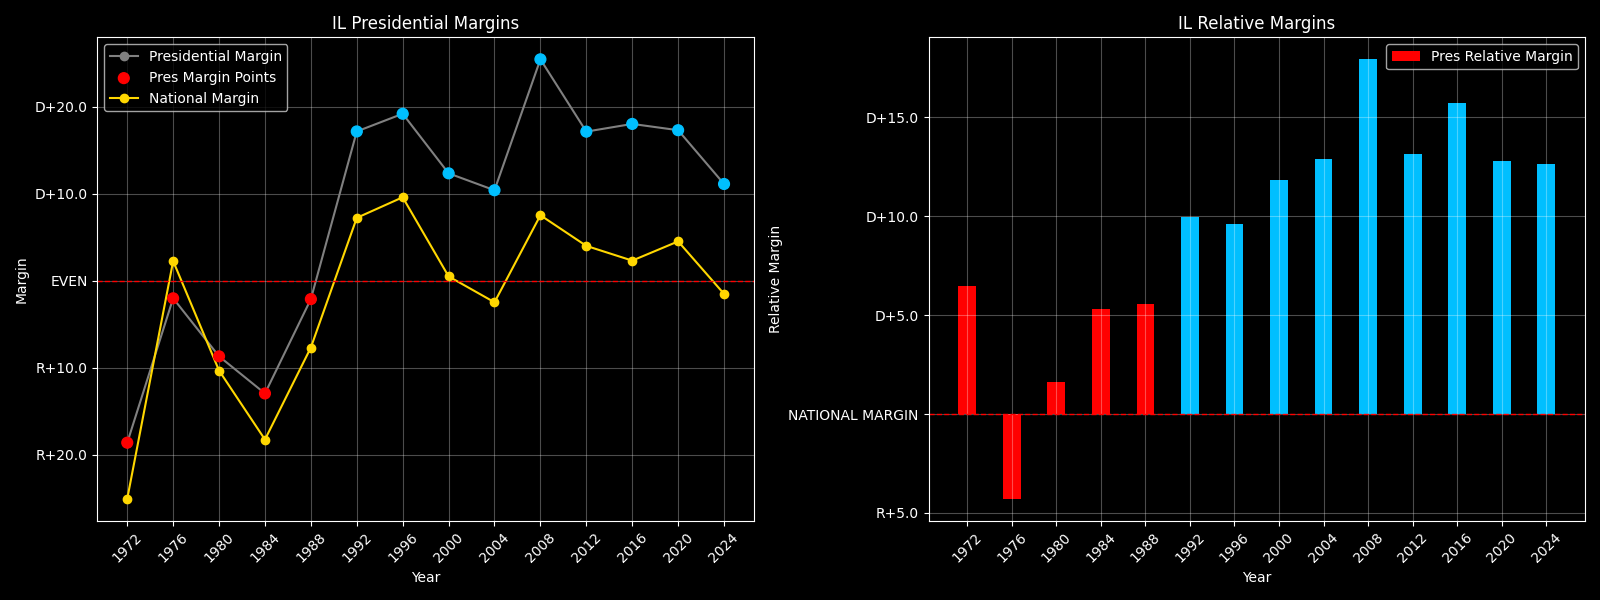 IL Presidential Margins
Presidential Margin
Pres Margin Points
National Margin
D+20.0
D+10.0
EVEN
R+10.0
R+20.0
Margin
1972
1976
1980
1984
1988
1992
1996
2000
2004
2008
2012
2016
2020
2024
Year
IL Relative Margins
Pres Relative Margin
D+15.0
D+10.0
D+5.0
NATIONAL MARGIN
R+5.0
Relative Margin
1972
1976
1980
1984
1988
1992
1996
2000
2004
2008
2012
2016
2020
2024
Year